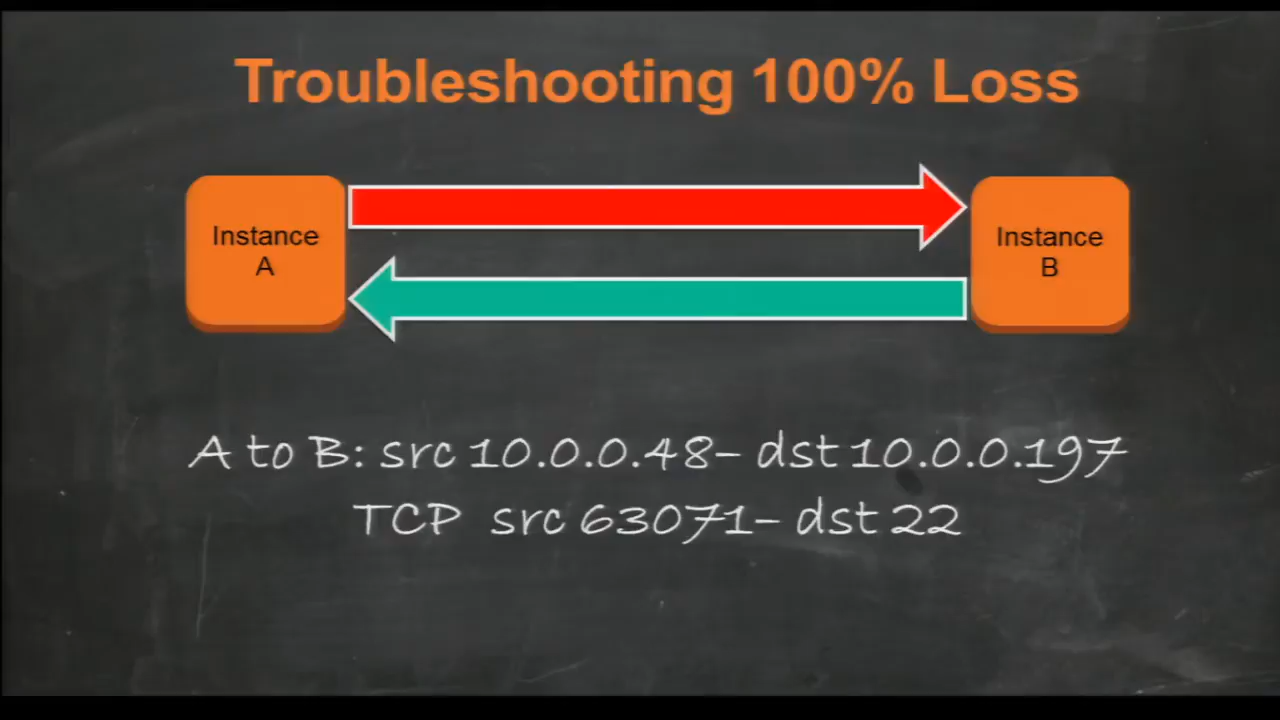 Troubleshooting 100% Loss
Instance
A
Instance
B
A to B: src 10.0.0.48– dst 10.0.0.197
TCP src 63071– dst 22